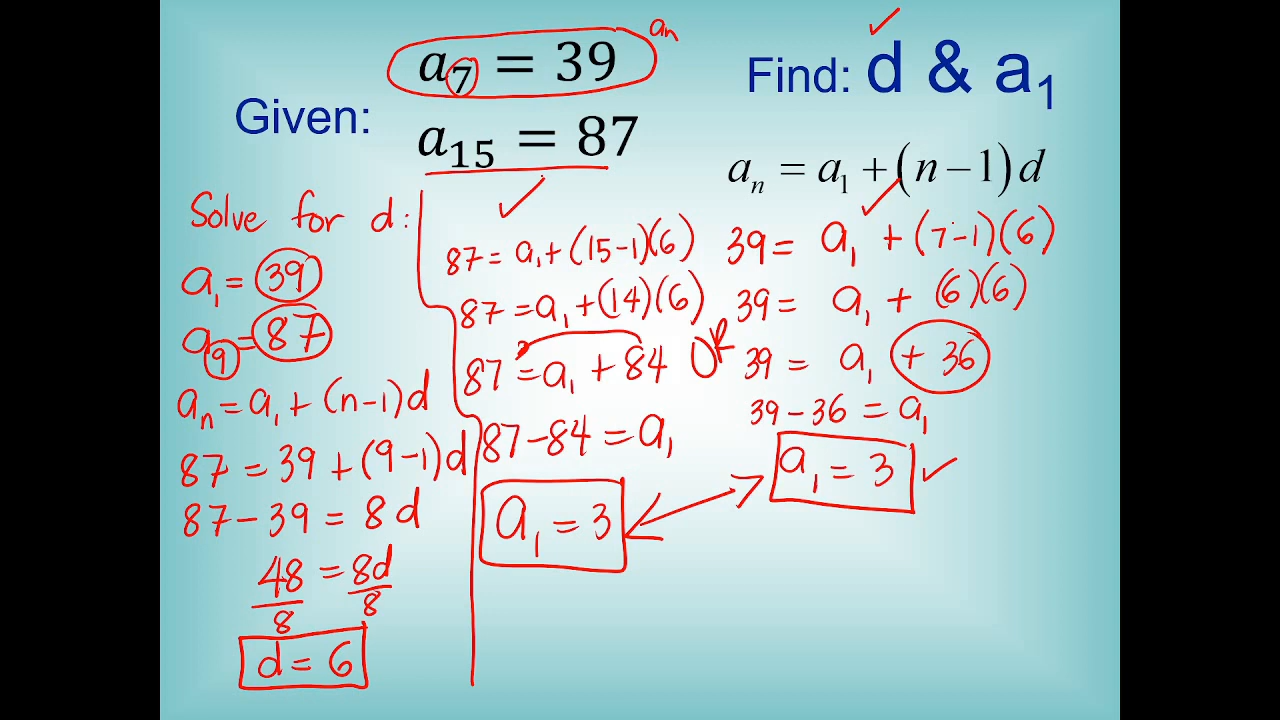 Given:
a₇ = 39
aₙ
a₁₅ = 87
Find: d & a₁
aₙ = a₁ + (n − 1) d
Solve for d:
a₁ = 39
a₉ = 87
aₙ = a₁ + (n − 1) d
87 = 39 + (9 − 1) d
87 − 39 = 8d
48/8 = 8d/8
d = 6
87 = a₁ + (15 − 1)(6)
87 = a₁ + (14)(6)
87 = a₁ + 84
87 − 84 = a₁
a₁ = 3
OR
39 = a₁ + (7 − 1)(6)
39 = a₁ + (6)(6)
39 = a₁ + 36
39 − 36 = a₁
a₁ = 3